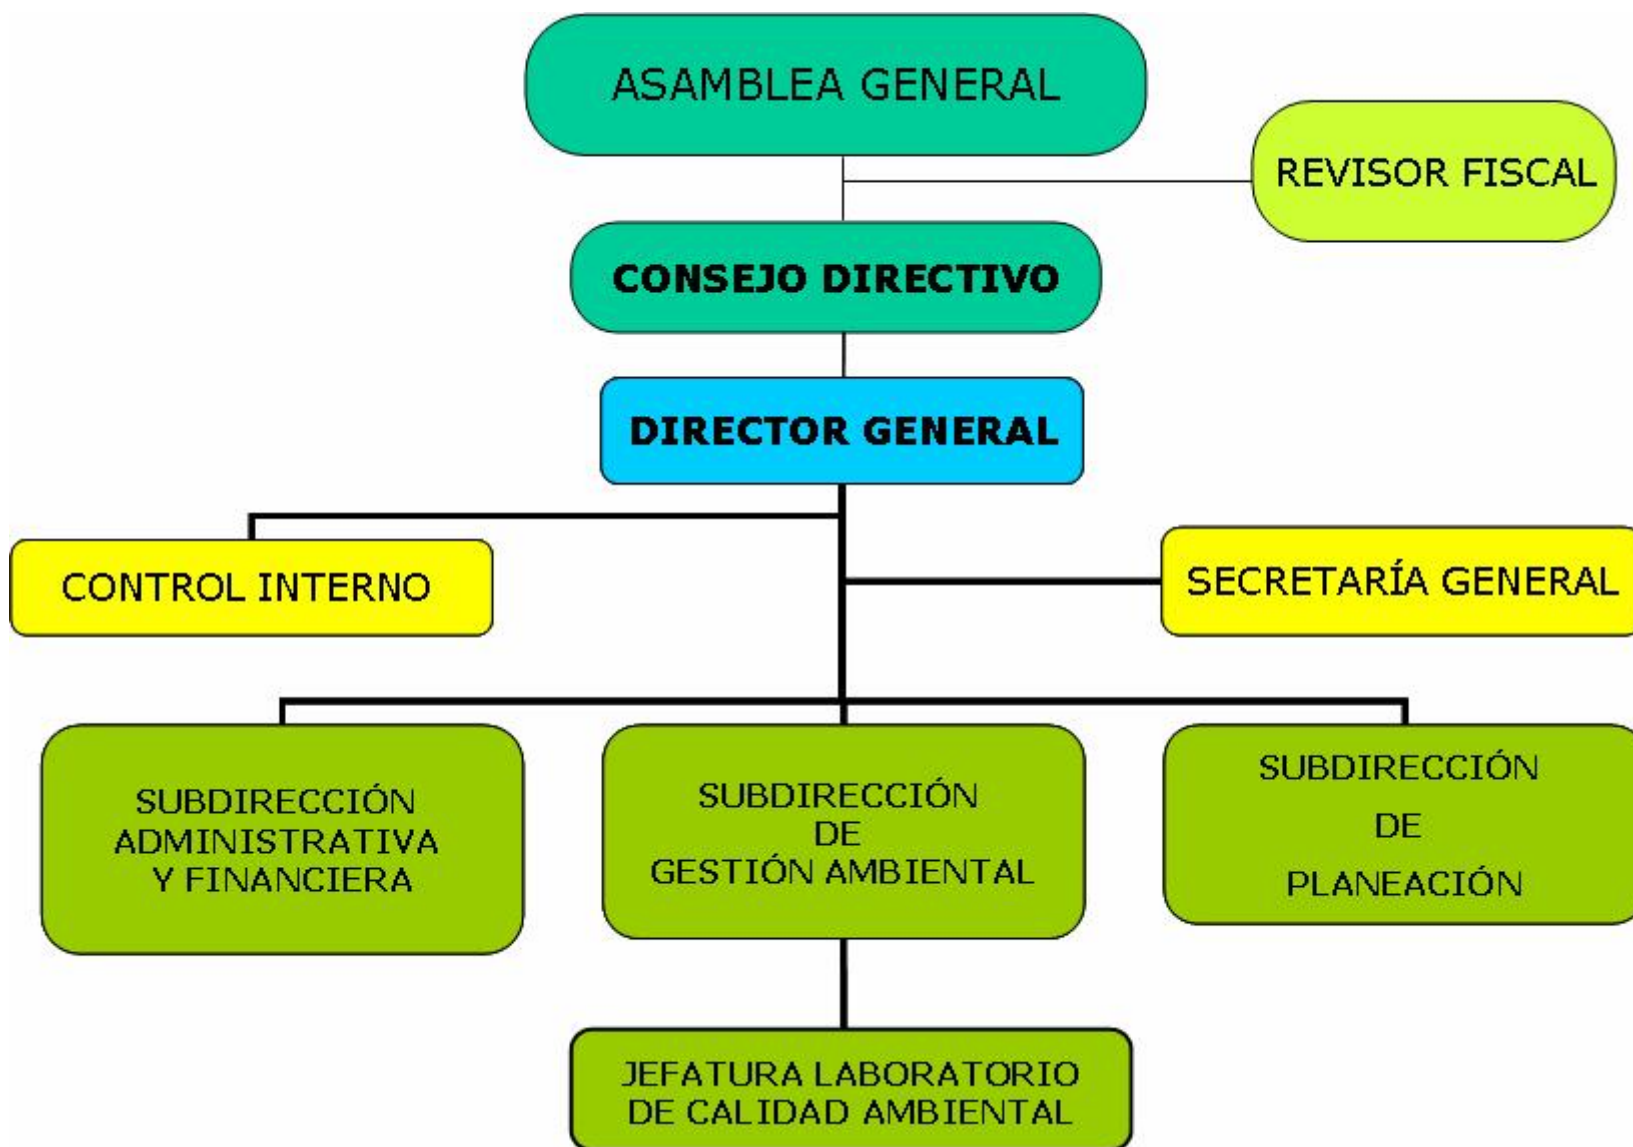 ASAMBLEA GENERAL
REVISOR FISCAL
CONSEJO DIRECTIVO
DIRECTOR GENERAL
CONTROL INTERNO
SECRETARÍA GENERAL
SUBDIRECCIÓN
ADMINISTRATIVA
Y FINANCIERA
SUBDIRECCIÓN
DE
GESTIÓN AMBIENTAL
SUBDIRECCIÓN
DE
PLANEACIÓN
JEFATURA LABORATORIO
DE CALIDAD AMBIENTAL